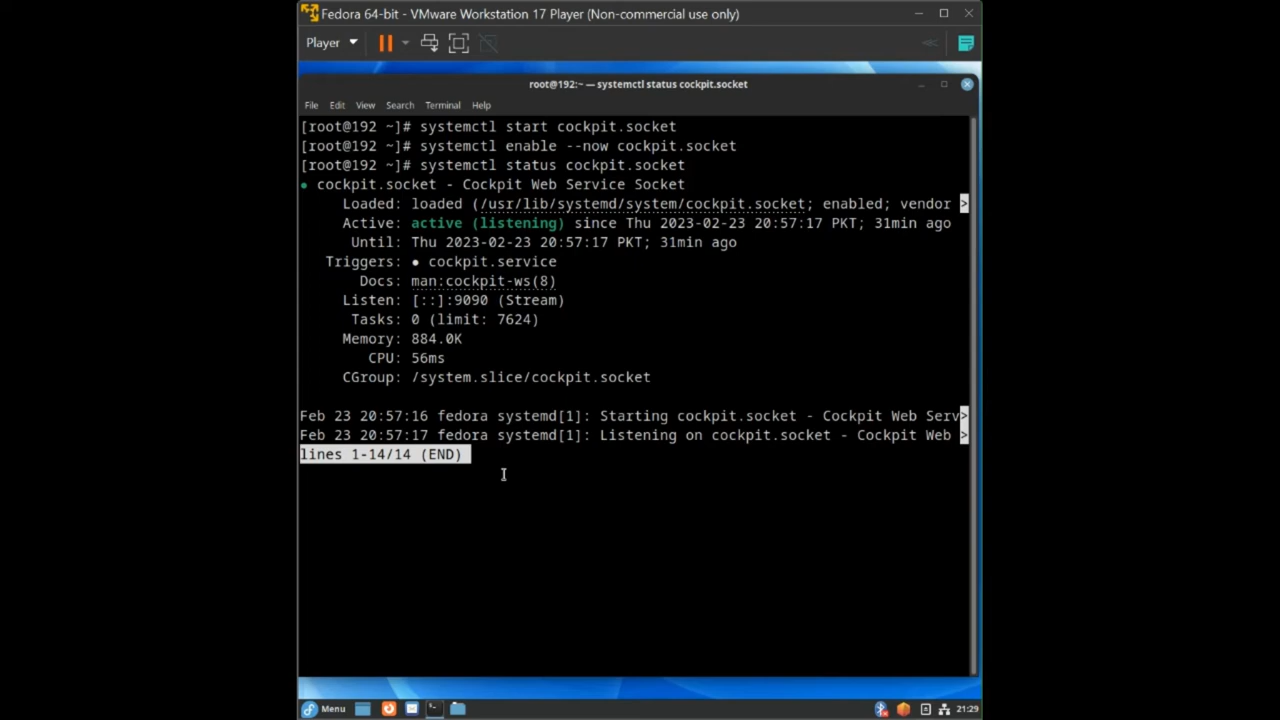 Fedora 64-bit - VMware Workstation 17 Player (Non-commercial use only)
Player
root@192:~ — systemctl status cockpit.socket
File Edit View Search Terminal Help
[root@192 ~]# systemctl start cockpit.socket
[root@192 ~]# systemctl enable --now cockpit.socket
[root@192 ~]# systemctl status cockpit.socket
● cockpit.socket - Cockpit Web Service Socket
Loaded: loaded (/usr/lib/systemd/system/cockpit.socket; enabled; vendor >
Active: active (listening) since Thu 2023-02-23 20:57:17 PKT; 31min ago
Until: Thu 2023-02-23 20:57:17 PKT; 31min ago
Triggers: ● cockpit.service
Docs: man:cockpit-ws(8)
Listen: [::]:9090 (Stream)
Tasks: 0 (limit: 7624)
Memory: 884.0K
CPU: 56ms
CGroup: /system.slice/cockpit.socket
Feb 23 20:57:16 fedora systemd[1]: Starting cockpit.socket - Cockpit Web Serv>
Feb 23 20:57:17 fedora systemd[1]: Listening on cockpit.socket - Cockpit Web >
lines 1-14/14 (END)
Menu
21:29